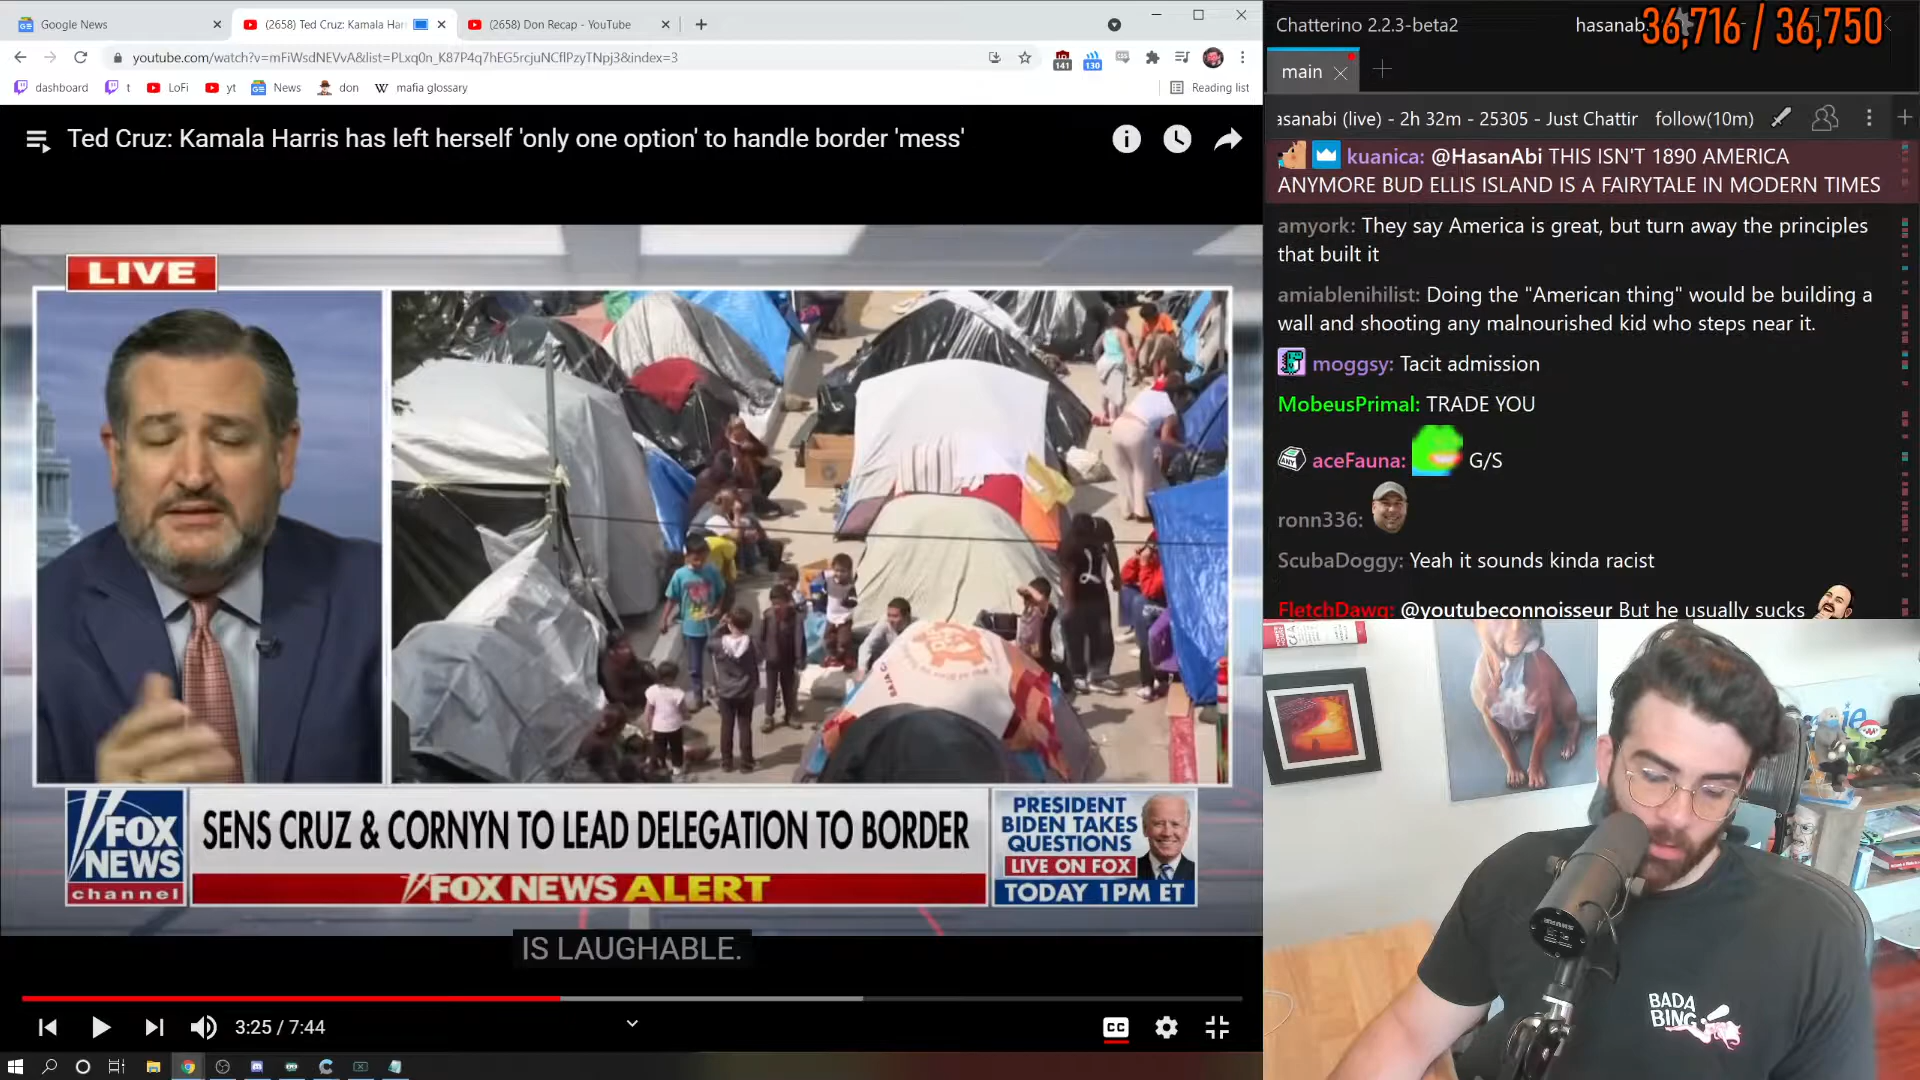 Google News
(2658) Ted Cruz: Kamala Har
(2658) Don Recap - YouTube
youtube.com/watch?v=mFiWsdNEVvA&list=PLxq0n_K87P4q7hEG5rcjuNCflPzyTNpj3&index=3
141
130
dashboard
t
LoFi
yt
News
don
mafia glossary
Reading list
Ted Cruz: Kamala Harris has left herself 'only one option' to handle border 'mess'
LIVE
SENS CRUZ & CORNYN TO LEAD DELEGATION TO BORDER
FOX NEWS ALERT
FOX
NEWS
channel
PRESIDENT
BIDEN TAKES
QUESTIONS
LIVE ON FOX
TODAY 1PM ET
IS LAUGHABLE.
3:25 / 7:44
CC
Chatterino 2.2.3-beta2
hasanab
36,716 / 36,750
main
asanabi (live) - 2h 32m - 25305 - Just Chattir
follow(10m)
kuanica: @HasanAbi THIS ISN'T 1890 AMERICA
ANYMORE BUD ELLIS ISLAND IS A FAIRYTALE IN MODERN TIMES
amyork: They say America is great, but turn away the principles
that built it
amiablenihilist: Doing the "American thing" would be building a
wall and shooting any malnourished kid who steps near it.
moggsy: Tacit admission
MobeusPrimal: TRADE YOU
aceFauna: G/S
ronn336:
ScubaDoggy: Yeah it sounds kinda racist
FletchDawg: @youtubeconnoisseur But he usually sucks
BADA
BING